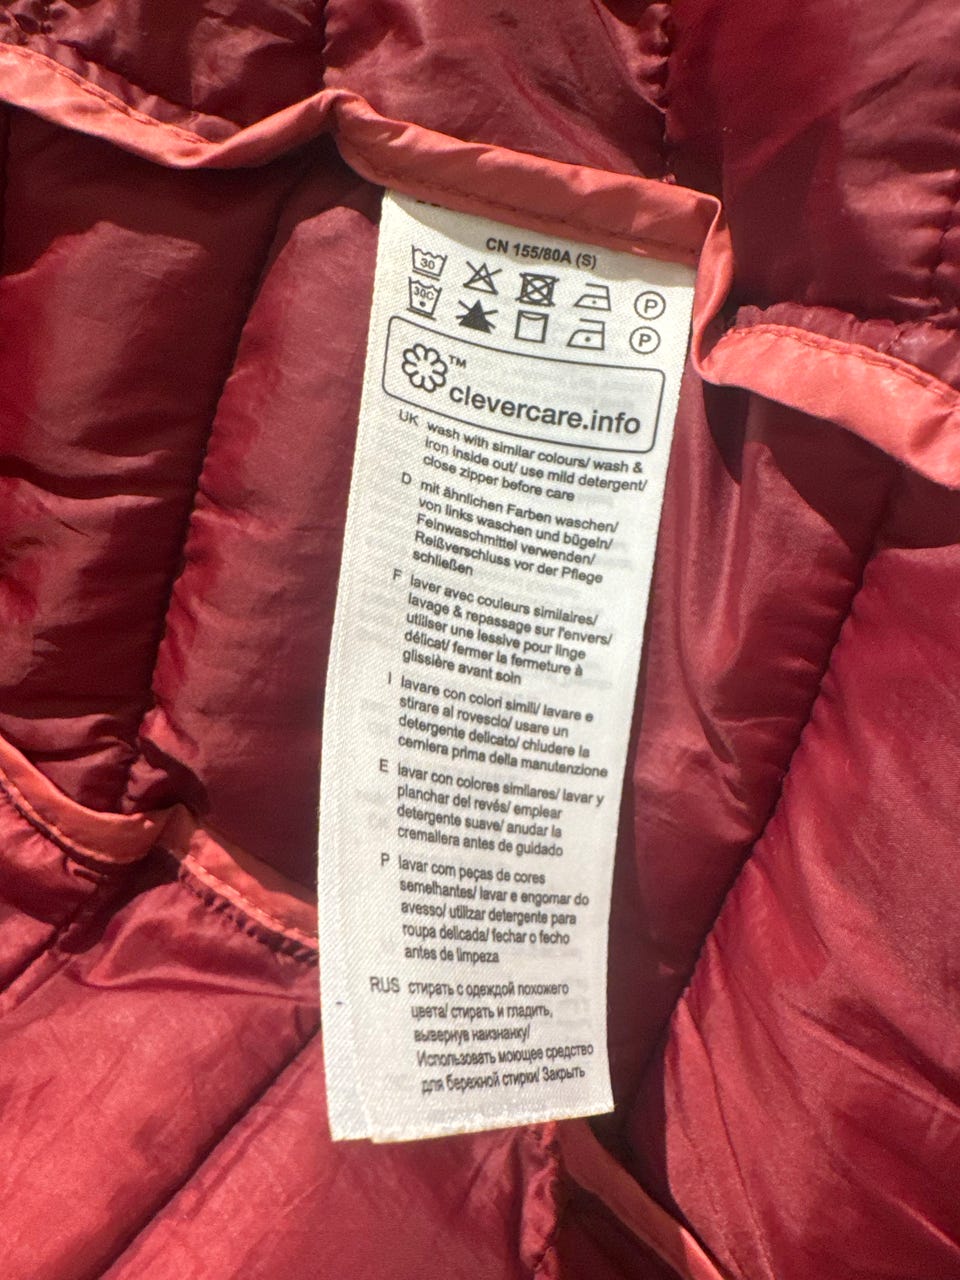 CN 155/80A (S)
30
P
30C
P
™
clevercare.info
UK wash with similar colours/ wash &
iron inside out/ use mild detergent/
close zipper before care
D mit ähnlichen Farben waschen/
von links waschen und bügeln/
Feinwaschmittel verwenden/
Reißverschluss vor der Pflege
schließen
F laver avec couleurs similaires/
lavage & repassage sur l'envers/
utiliser une lessive pour linge
délicat/ fermer la fermeture à
glissière avant soin
I lavare con colori simili/ lavare e
stirare al rovescio/ usare un
detergente delicato/ chiudere la
cerniera prima della manutenzione
E lavar con colores similares/ lavar y
planchar del revés/ emplear
detergente suave/ anudar la
cremallera antes de guidado
P lavar com peças de cores
semelhantes/ lavar e engomar do
avesso/ utilizar detergente para
roupa delicada/ fechar o fecho
antes de limpeza
RUS стирать с одеждой похожего
цвета/ стирать и гладить,
вывернув наизнанку/
Использовать моющее средство
для бережной стирки/ Закрыть